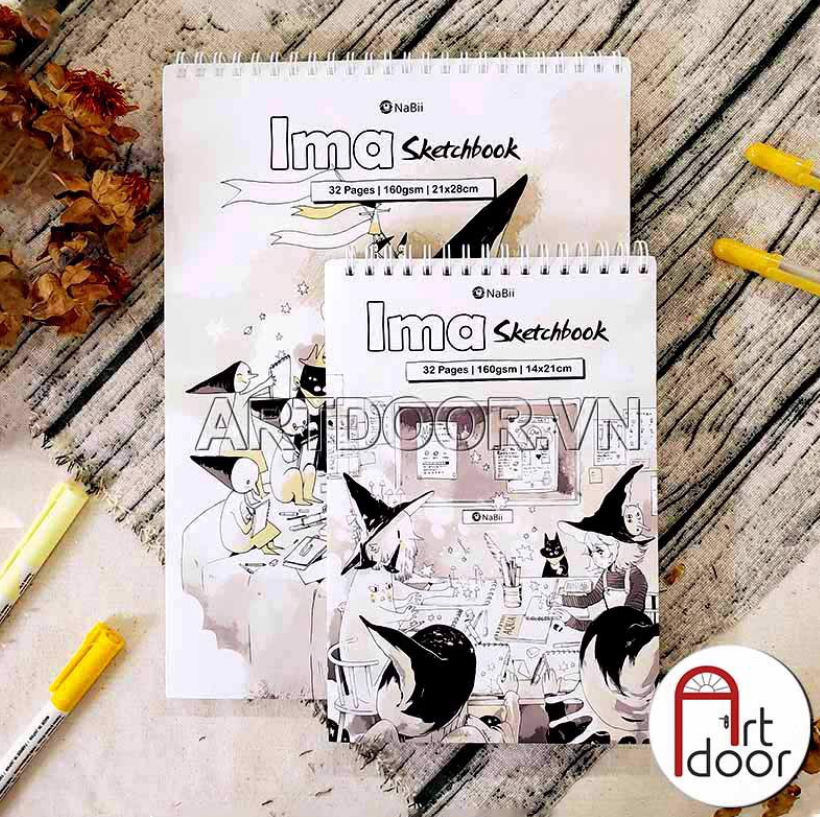 NaBii
Ima Sketchbook
32 Pages | 160gsm | 21x28cm
NaBii
Ima Sketchbook
32 Pages | 160gsm | 14x21cm
ARTDOOR.VN
NaBii
Art
door